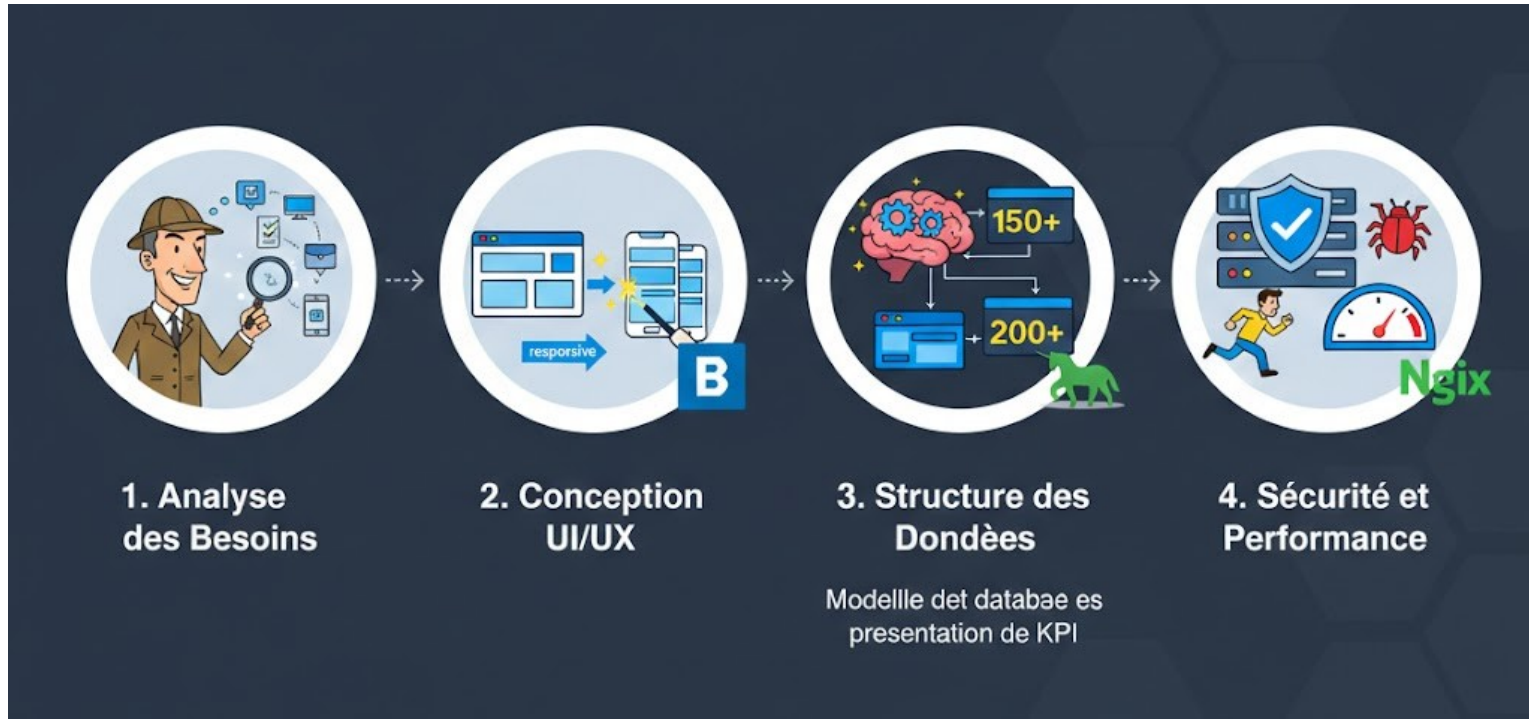 150+
200+
responsive
B
Ngix
1. Analyse
des Besoins
2. Conception
UI/UX
3. Structure des
Dondèes
Modellle det databae es
presentation de KPI
4. Sécurité et
Performance